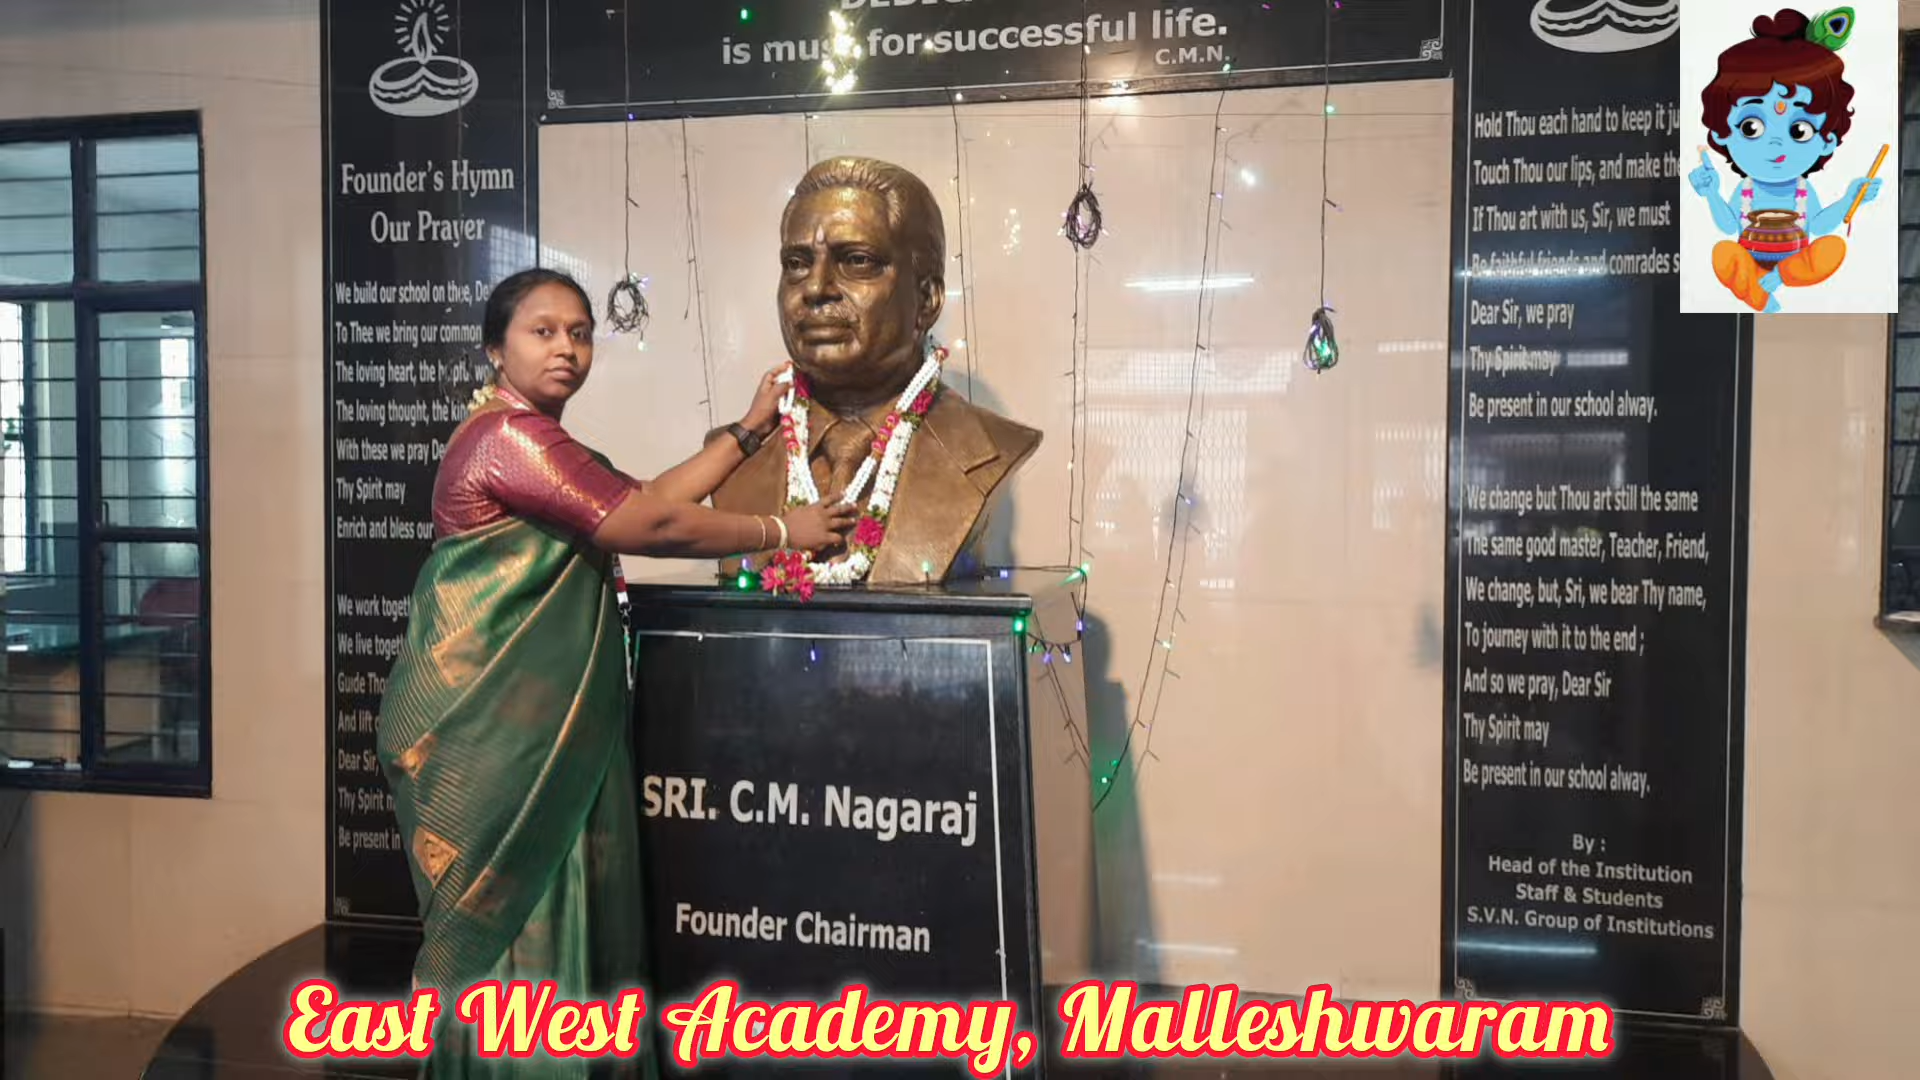 is must for successful life.
C.M.N.
Founder's Hymn
Our Prayer
We build our school on thee,
To Thee we bring our common
The loving heart, the
The loving thought, the
With these we pray
Thy Spirit may
Enrich and bless our
We work
We live
Guide
And lift
Dear Sir,
Thy Spirit
Be present in
SRI. C.M. Nagaraj
Founder Chairman
Hold Thou each hand to keep it
Touch Thou our lips, and make
If Thou art with us, Sir, we must
Be faithful friends and comrades
Dear Sir, we pray
Thy Spirit may
Be present in our school alway.
We change but Thou art still the same
The same good master, Teacher, Friend,
We change, but, Sri, we bear Thy name,
To journey with it to the end ;
And so we pray, Dear Sir
Thy Spirit may
Be present in our school alway.
By :
Head of the Institution
Staff & Students
S.V.N. Group of Institutions
East West Academy, Malleshwaram